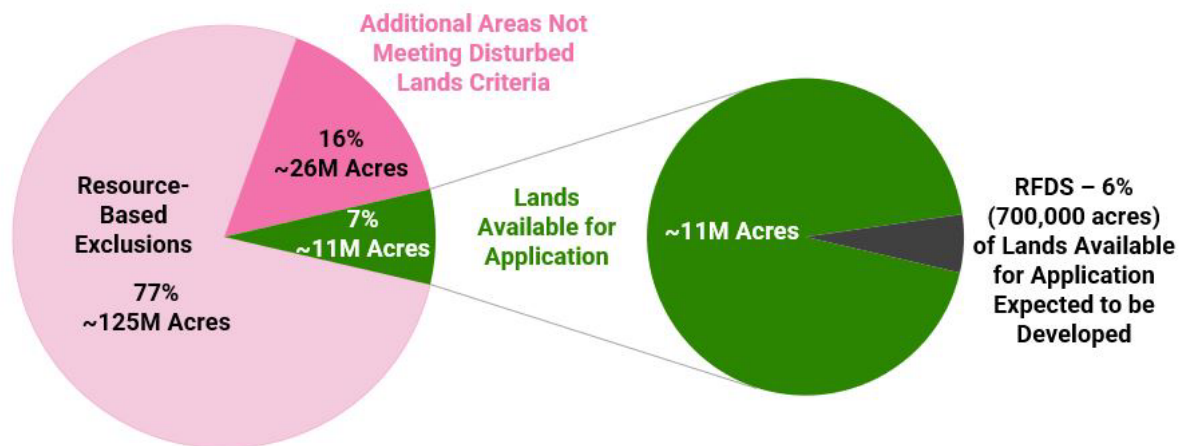 Additional Areas Not
Meeting Disturbed
Lands Criteria
16%
~26M Acres
Resource-
Based
Exclusions
77%
~125M Acres
7%
~11M Acres
Lands
Available for
Application
~11M Acres
RFDS – 6%
(700,000 acres)
of Lands Available
for Application
Expected to be
Developed